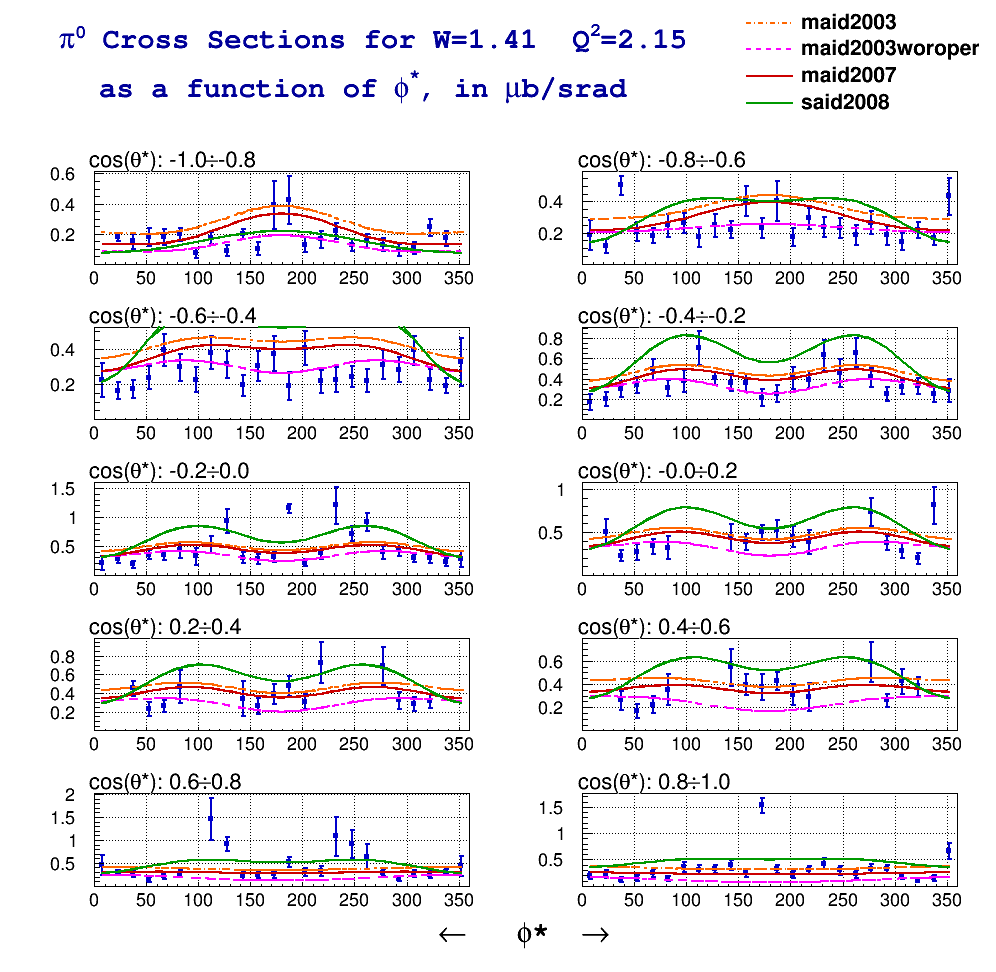 π⁰ Cross Sections for W=1.41 Q²=2.15
as a function of ϕ*, in μb/srad
maid2003
maid2003woroper
maid2007
said2008
cos(θ*): -1.0÷-0.8
0.6
0.4
0.2
0 50 100 150 200 250 300 350
cos(θ*): -0.8÷-0.6
0.4
0.2
0 50 100 150 200 250 300 350
cos(θ*): -0.6÷-0.4
0.4
0.2
0 50 100 150 200 250 300 350
cos(θ*): -0.4÷-0.2
0.8
0.6
0.4
0.2
0 50 100 150 200 250 300 350
cos(θ*): -0.2÷0.0
1.5
1
0.5
0 50 100 150 200 250 300 350
cos(θ*): -0.0÷0.2
1
0.5
0 50 100 150 200 250 300 350
cos(θ*): 0.2÷0.4
0.8
0.6
0.4
0.2
0 50 100 150 200 250 300 350
cos(θ*): 0.4÷0.6
0.6
0.4
0.2
0 50 100 150 200 250 300 350
cos(θ*): 0.6÷0.8
2
1.5
1
0.5
0 50 100 150 200 250 300 350
cos(θ*): 0.8÷1.0
1.5
1
0.5
0 50 100 150 200 250 300 350
← ϕ* →